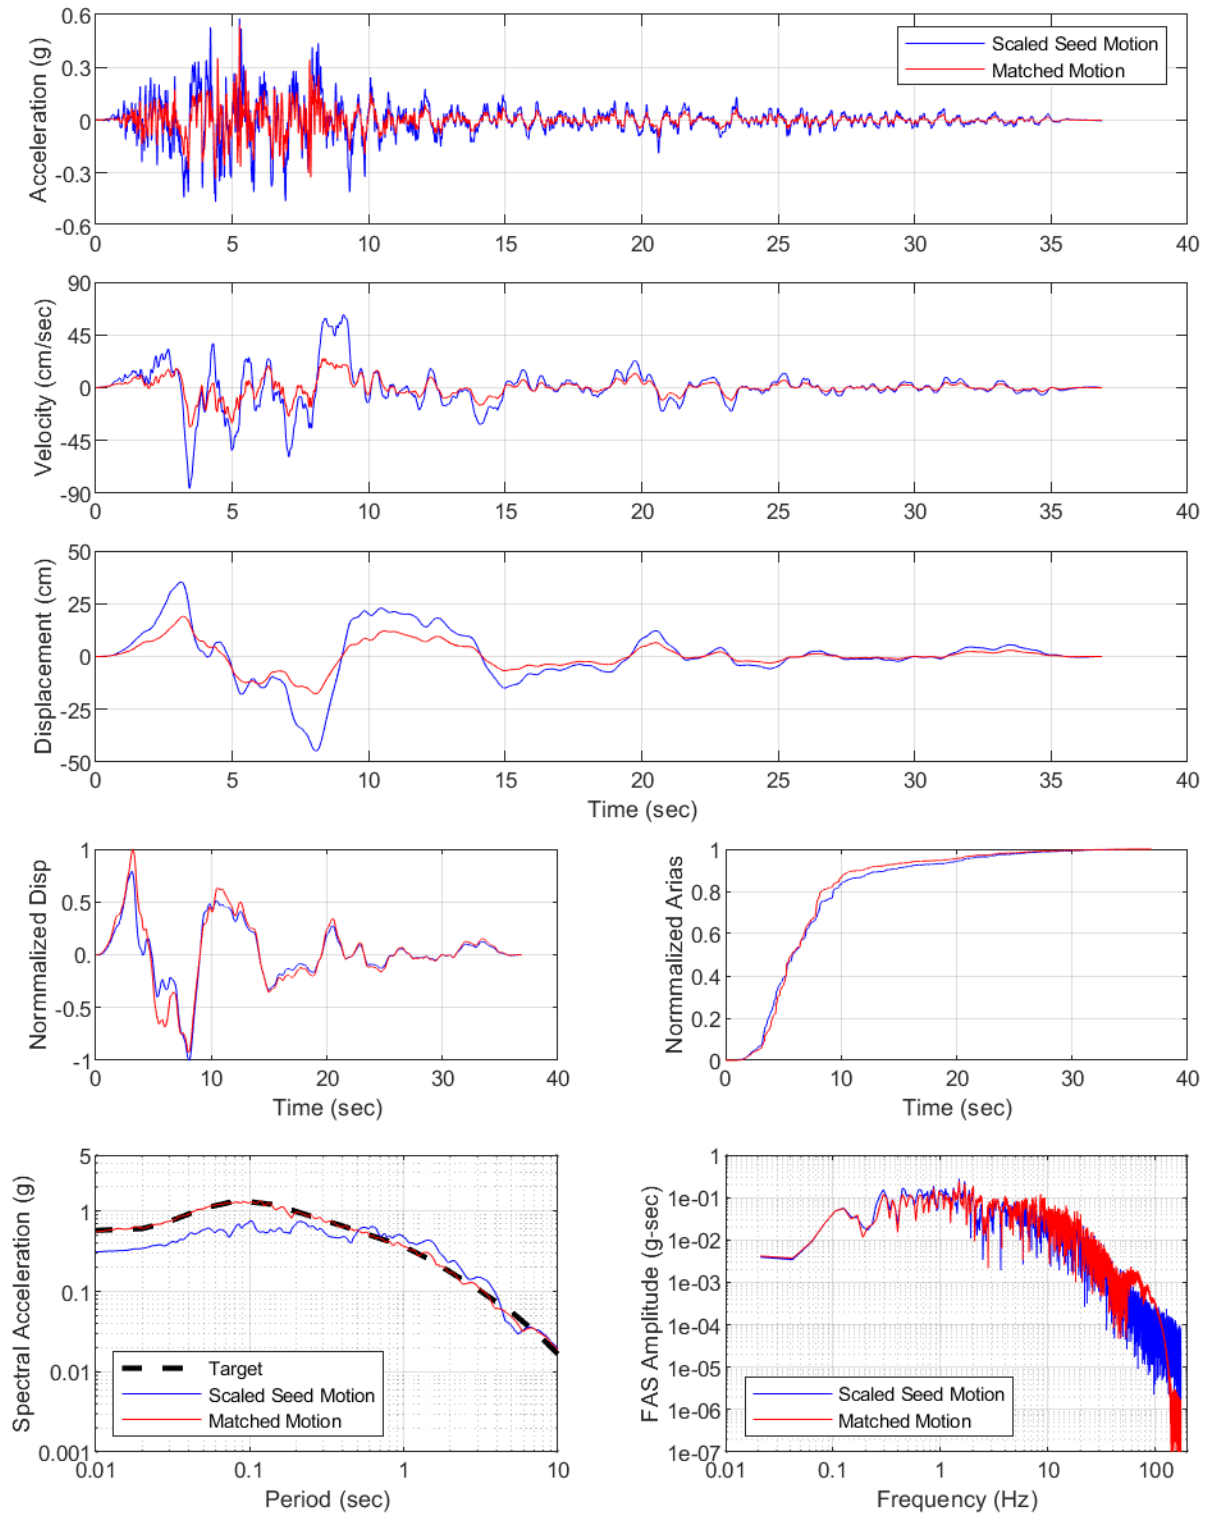 Acceleration (g)
0.6
0.3
0
-0.3
-0.6
Scaled Seed Motion
Matched Motion
0 5 10 15 20 25 30 35 40
Velocity (cm/sec)
90
45
0
-45
-90
0 5 10 15 20 25 30 35 40
Displacement (cm)
50
25
0
-25
-50
0 5 10 15 20 25 30 35 40
Time (sec)
Normmalized Disp
1
0.5
0.
-0.5
-1
0 10 20 30 40
Time (sec)
Normmalized Arias
1
0.8
0.6
0.4
0.2
0
0 10 20 30 40
Time (sec)
Spectral Acceleration (g)
5
1
0.1
0.01
0.001
Target
Scaled Seed Motion
Matched Motion
0.01 0.1 1 10
Period (sec)
FAS Amplitude (g-sec)
1
1e-01
1e-02
1e-03
1e-04
1e-05
1e-06
1e-07
Scaled Seed Motion
Matched Motion
0.01 0.1 1 10 100
Frequency (Hz)